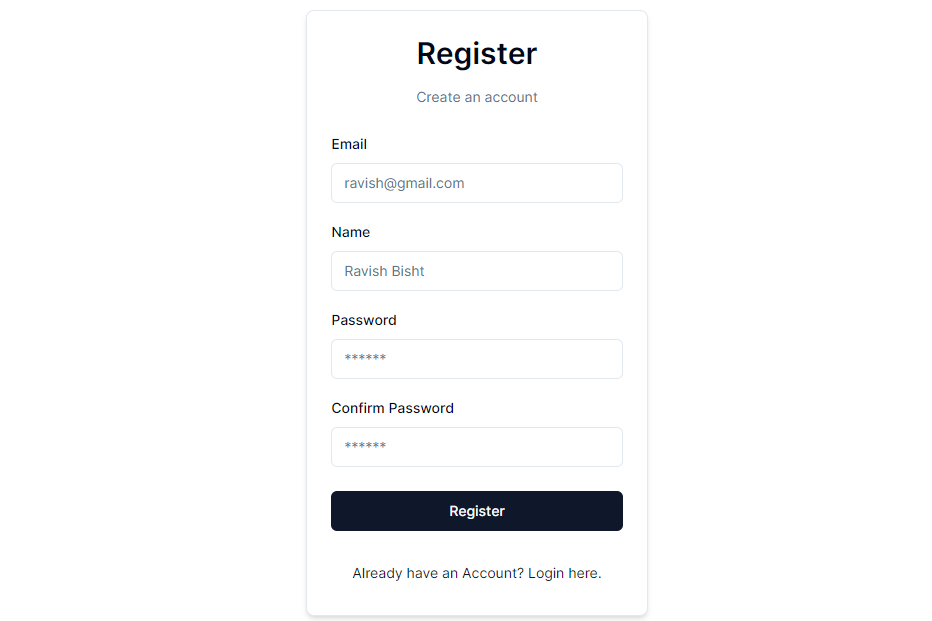 Register
Create an account
Email
ravish@gmail.com
Name
Ravish Bisht
Password
******
Confirm Password
******
Register
Already have an Account? Login here.